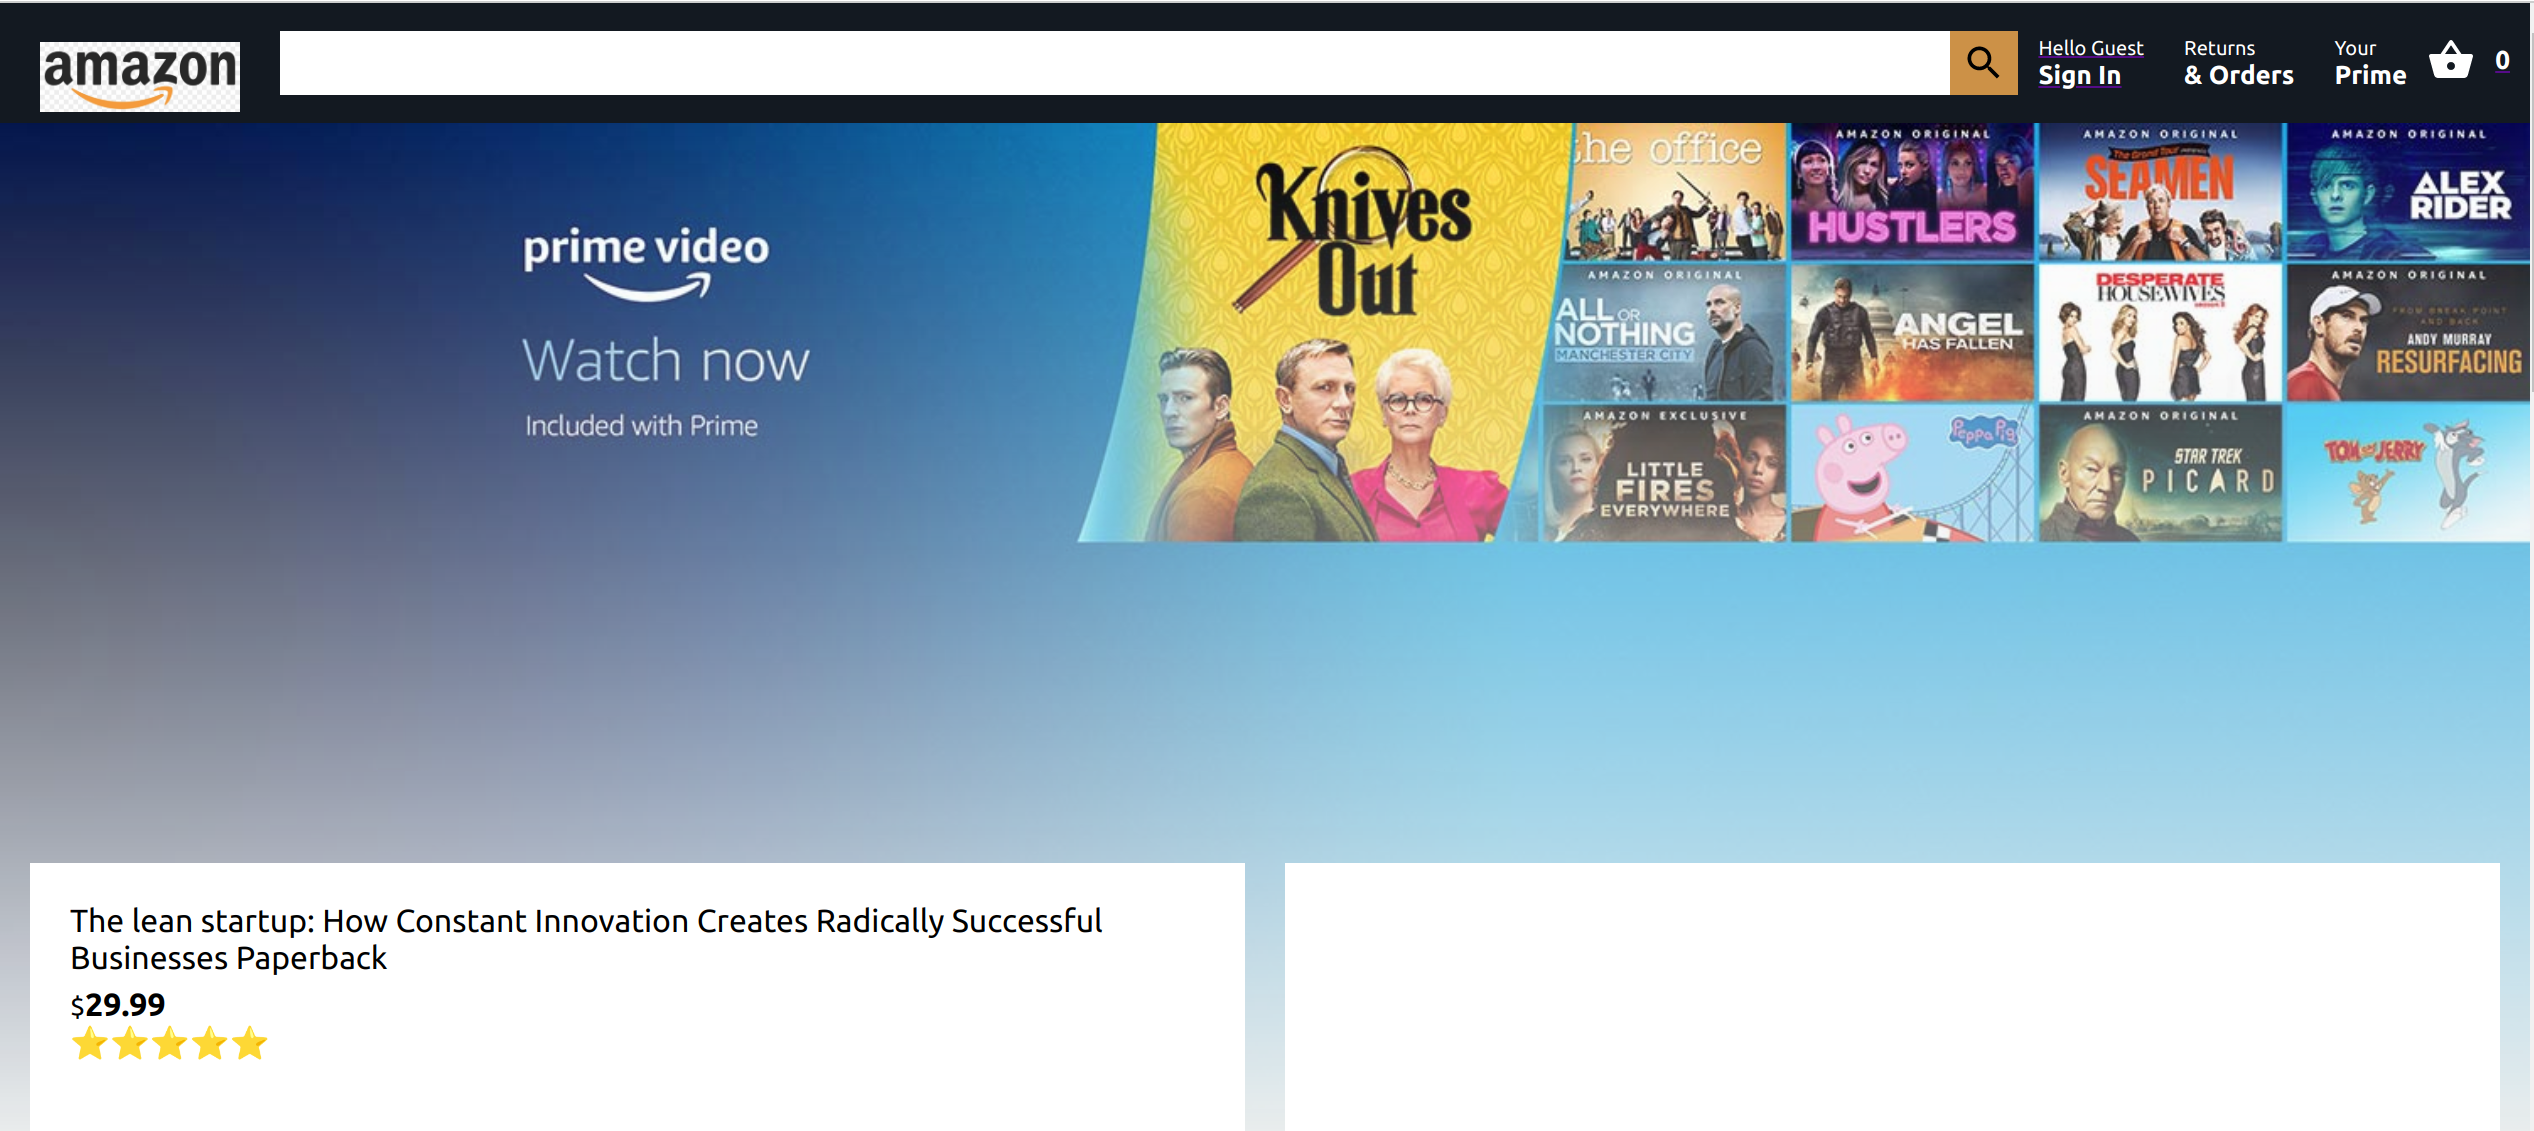 amazon
Hello Guest
Sign In
Returns
& Orders
Your
Prime
0
prime video
Watch now
Included with Prime
Knives
Out
the office
AMAZON ORIGINAL
HUSTLERS
AMAZON ORIGINAL
The Grand Tour presents
SEAMEN
AMAZON ORIGINAL
ALEX
RIDER
AMAZON ORIGINAL
ALL OR
NOTHING
MANCHESTER CITY
ANGEL
HAS FALLEN
DESPERATE
HOUSEWIVES
AMAZON ORIGINAL
FROM BREAK POINT
AND BACK
ANDY MURRAY
RESURFACING
AMAZON EXCLUSIVE
LITTLE
FIRES
EVERYWHERE
Peppa Pig
AMAZON ORIGINAL
STAR TREK
PICARD
TOM and JERRY
The lean startup: How Constant Innovation Creates Radically Successful
Businesses Paperback
$29.99